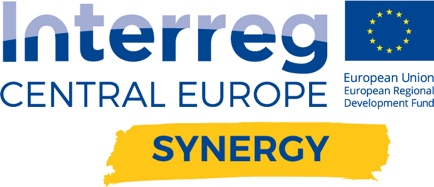 Interreg
CENTRAL EUROPE
European Union
European Regional
Development Fund
SYNERGY